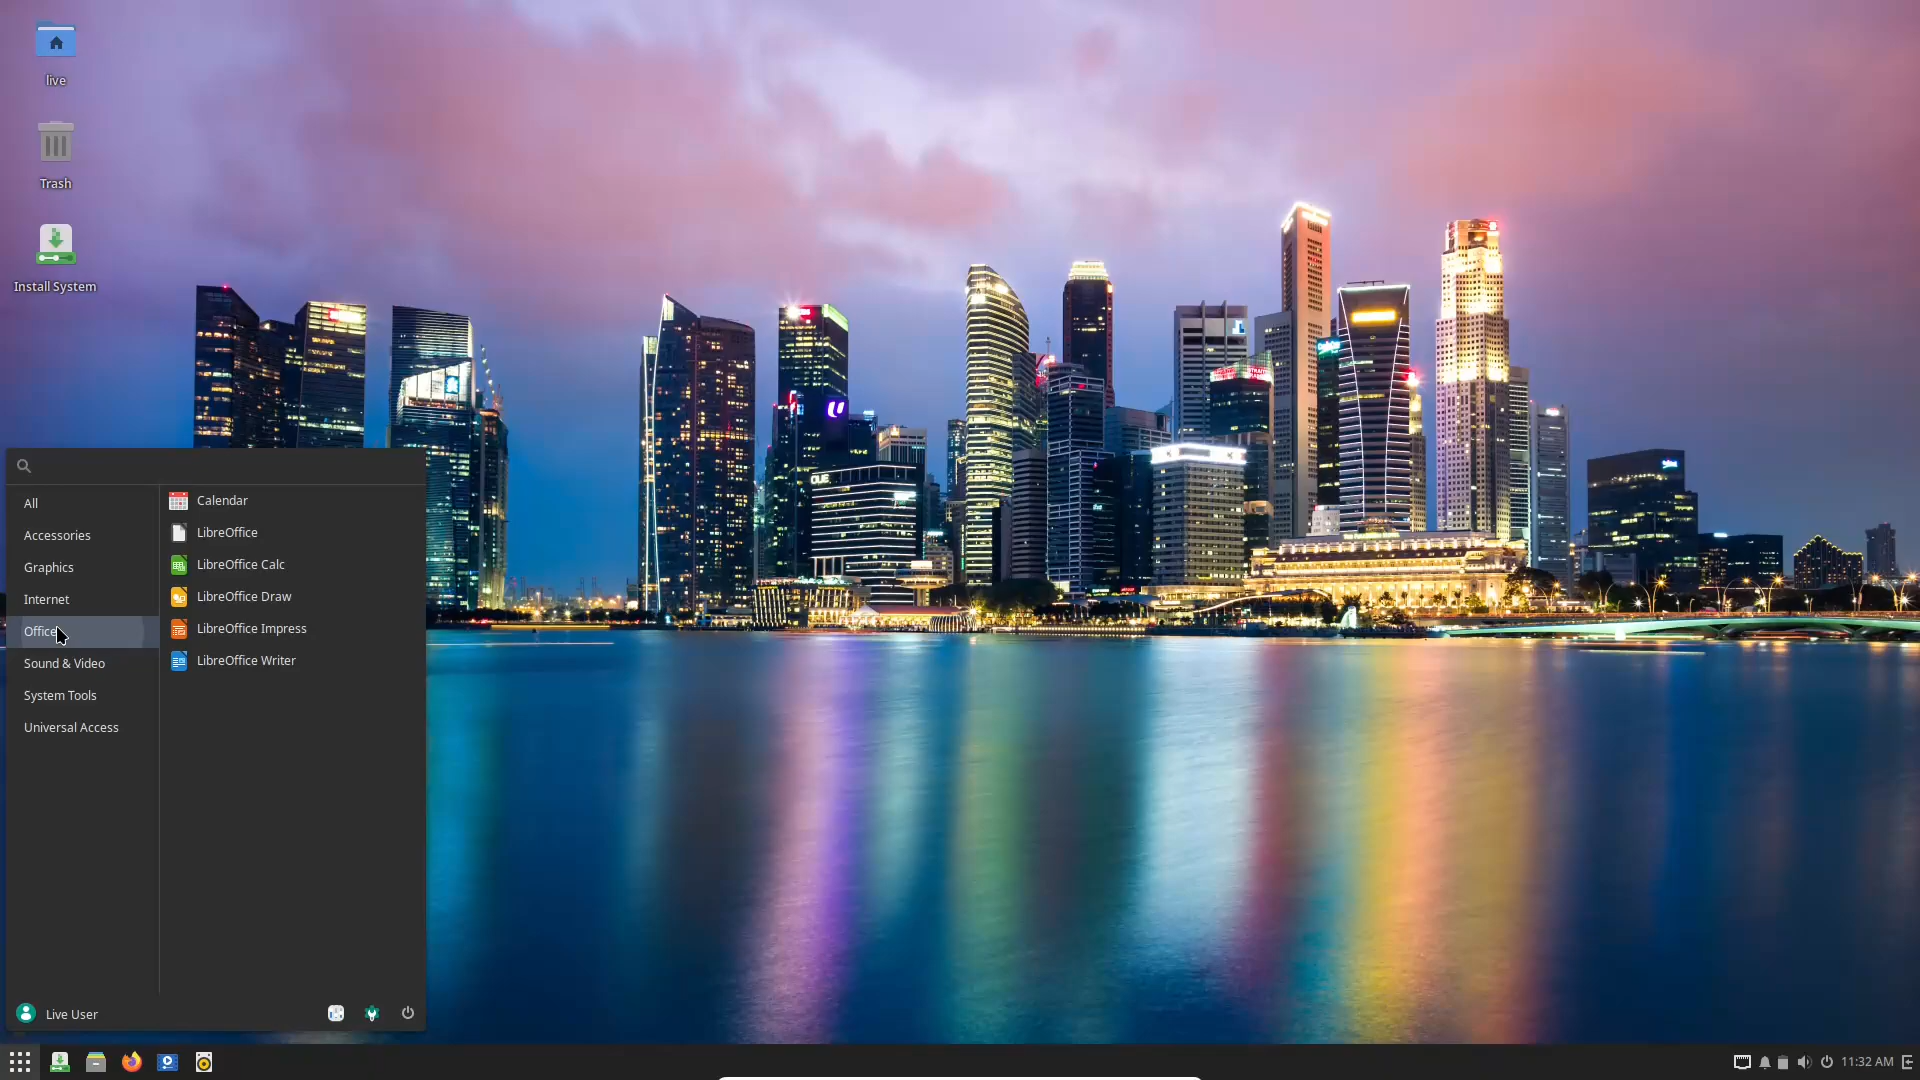 live
Trash
Install System
All
Accessories
Graphics
Internet
Office
Sound & Video
System Tools
Universal Access
Calendar
LibreOffice
LibreOffice Calc
LibreOffice Draw
LibreOffice Impress
LibreOffice Writer
Live User
11:32 AM